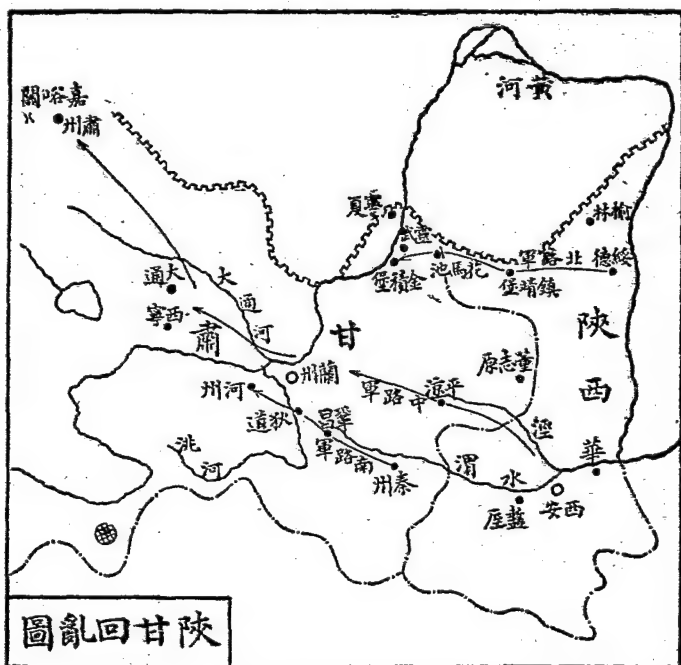 黃河
嘉峪關
肅州
榆林
寧夏
靈武
花馬池
金積堡
北路軍
鎮靖堡
綏德
大通
大通河
西寧
甘肅
陝西
董志原
蘭州
平涼
中路軍
河州
狄道
鞏昌
南路軍
秦州
洮河
涇
渭水
華
西安
盩厔
陝甘回亂圖